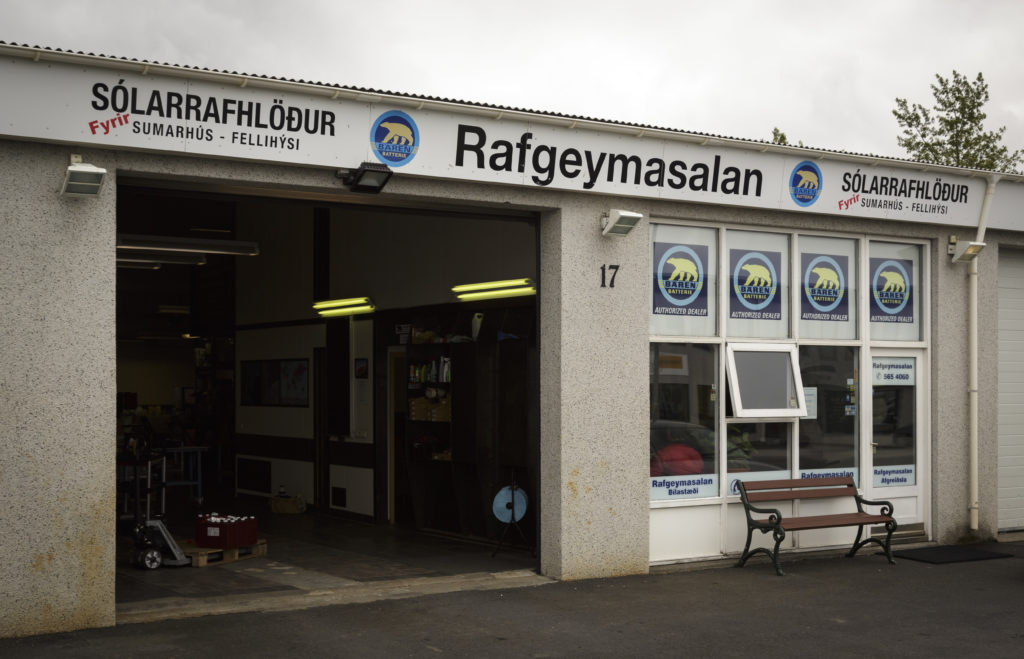 SÓLARRAFHLÖÐUR
Fyrir SUMARHÚS - FELLIHÝSI
BÄREN
BATTERIE
Rafgeymasalan
BÄREN
BATTERIE
SÓLARRAFHLÖÐUR
Fyrir SUMARHÚS - FELLIHÝSI
17
BÄREN
BATTERIE
AUTHORIZED DEALER
BÄREN
BATTERIE
AUTHORIZED DEALER
BÄREN
BATTERIE
AUTHORIZED DEALER
BÄREN
BATTERIE
AUTHORIZED DEALER
Rafgeymasalan
565 4060
Rafgeymasalan
Bílastæði
Rafgeymasalan
Rafgeymasalan
Afgreiðsla